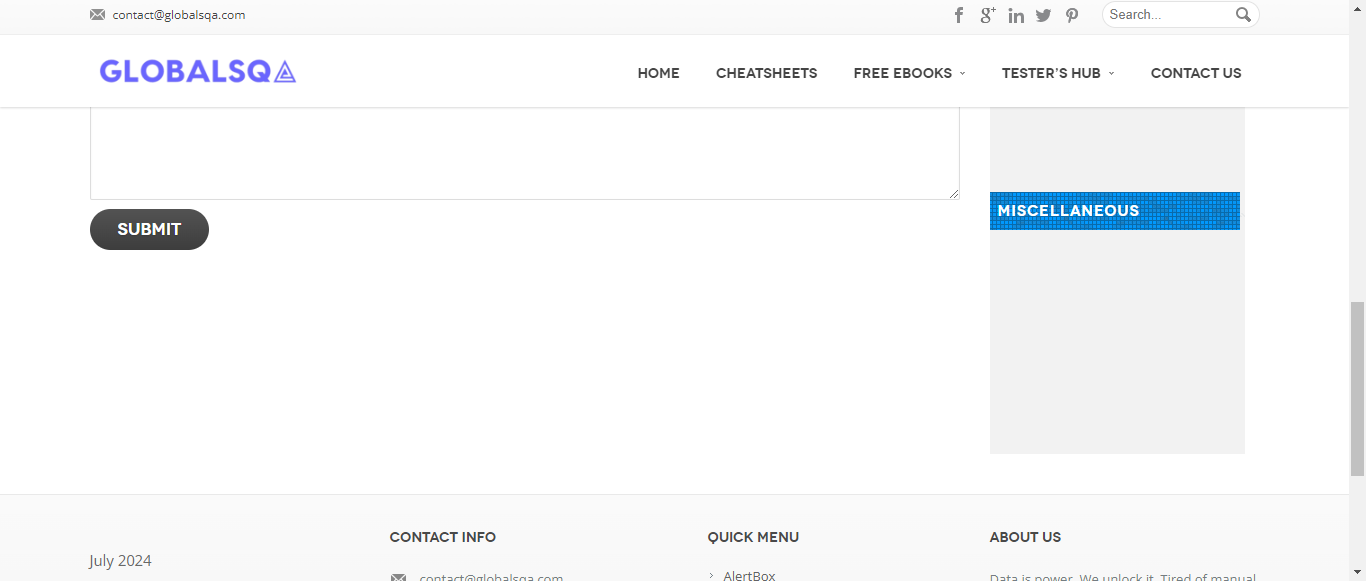 contact@globalsqa.com
Search...
GLOBALSQA
HOME CHEATSHEETS FREE EBOOKS TESTER'S HUB CONTACT US
SUBMIT
MISCELLANEOUS
CONTACT INFO QUICK MENU ABOUT US
July 2024
contact@globalsqa.com AlertBox Data is power. We unlock it. Tired of manual